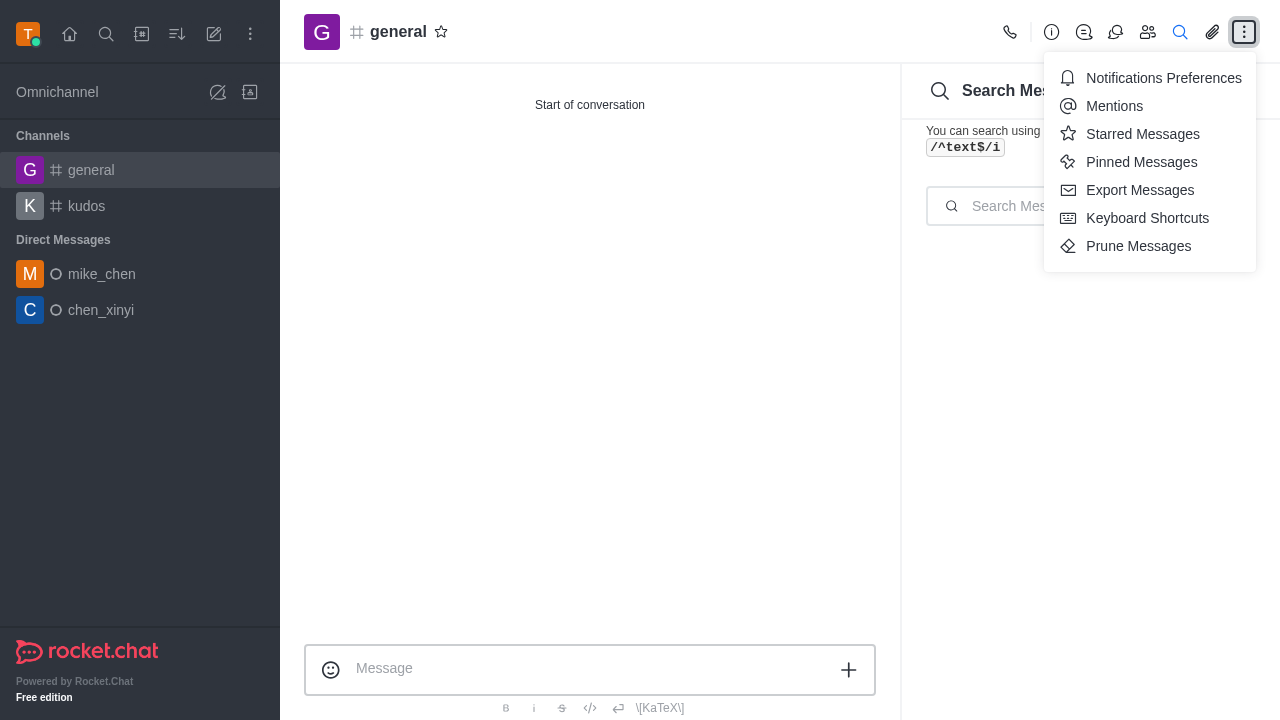 T
Omnichannel
Channels
G general
K kudos
Direct Messages
M mike_chen
C chen_xinyi
rocket.chat
Powered by Rocket.Chat
Free edition
G general
Start of conversation
Message
B i S \[KaTeX\]
Search Mes
You can search using
/^text$/i
Search Mes
Notifications Preferences
Mentions
Starred Messages
Pinned Messages
Export Messages
Keyboard Shortcuts
Prune Messages